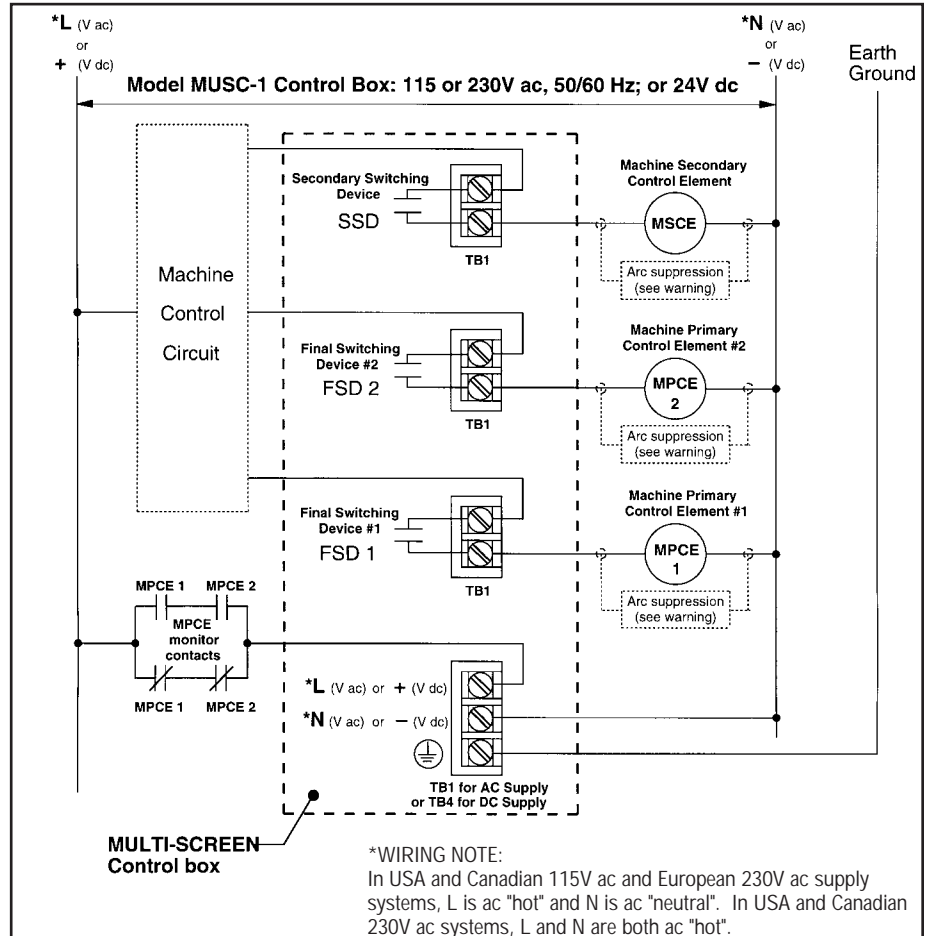 *L (V ac)
or
+ (V dc)
*N (V ac)
or
− (V dc)
Earth
Ground
Model MUSC-1 Control Box: 115 or 230V ac, 50/60 Hz; or 24V dc
Machine
Control
Circuit
Secondary Switching
Device
SSD
TB1
Machine Secondary
Control Element
MSCE
Arc suppression
(see warning)
Final Switching
Device #2
FSD 2
TB1
Machine Primary
Control Element #2
MPCE
2
Arc suppression
(see warning)
Final Switching
Device #1
FSD 1
TB1
Machine Primary
Control Element #1
MPCE
1
Arc suppression
(see warning)
MPCE 1 MPCE 2
MPCE
monitor
contacts
MPCE 1 MPCE 2
*L (V ac) or + (V dc)
*N (V ac) or − (V dc)
TB1 for AC Supply
or TB4 for DC Supply
MULTI-SCREEN
Control box
*WIRING NOTE:
In USA and Canadian 115V ac and European 230V ac supply
systems, L is ac "hot" and N is ac "neutral". In USA and Canadian
230V ac systems, L and N are both ac "hot".